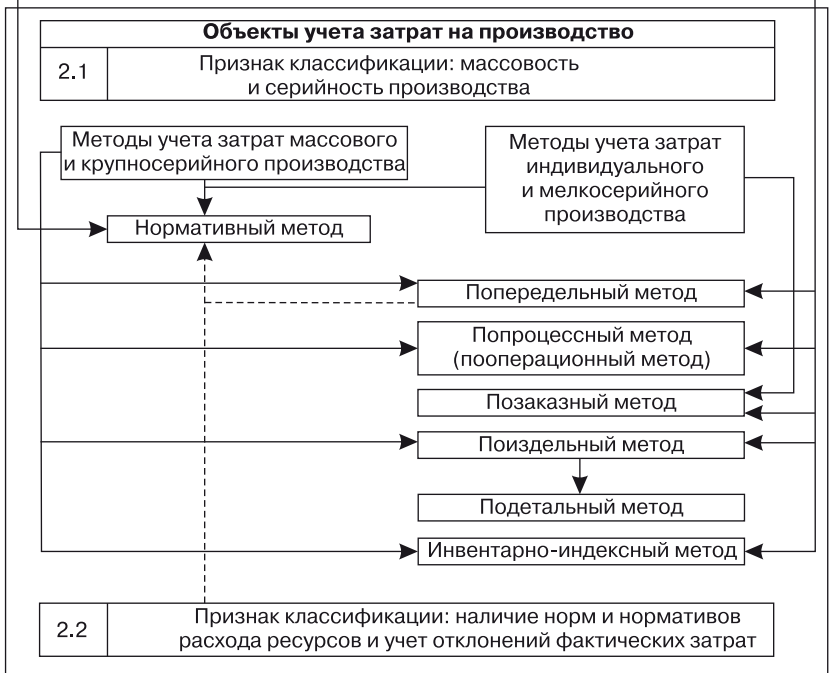 Объекты учета затрат на производство
2.1
Признак классификации: массовость
и серийность производства
Методы учета затрат массового
и крупносерийного производства
Методы учета затрат
индивидуального
и мелкосерийного
производства
Нормативный метод
Попередельный метод
Попроцессный метод
(пооперационный метод)
Позаказный метод
Поиздельный метод
Подетальный метод
Инвентарно-индексный метод
2.2
Признак классификации: наличие норм и нормативов
расхода ресурсов и учет отклонений фактических затрат